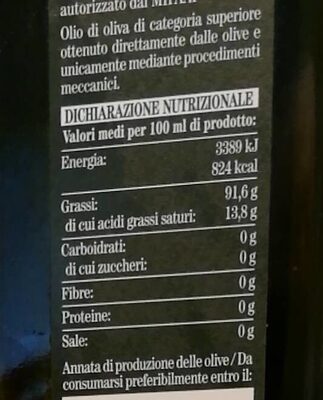 autorizzato dal
Olio di oliva di categoria superiore
ottenuto direttamente dalle olive e
unicamente mediante procedimenti
meccanici.
DICHIARAZIONE NUTRIZIONALE
Valori medi per 100 ml di prodotto:
Energia: 3389 kJ
824 kcal
Grassi: 91,6 g
di cui acidi grassi saturi: 13,8 g
Carboidrati: 0 g
di cui zuccheri: 0 g
Fibre: 0 g
Proteine: 0 g
Sale: 0 g
Annata di produzione delle olive/Da
consumarsi preferibilmente entro il: